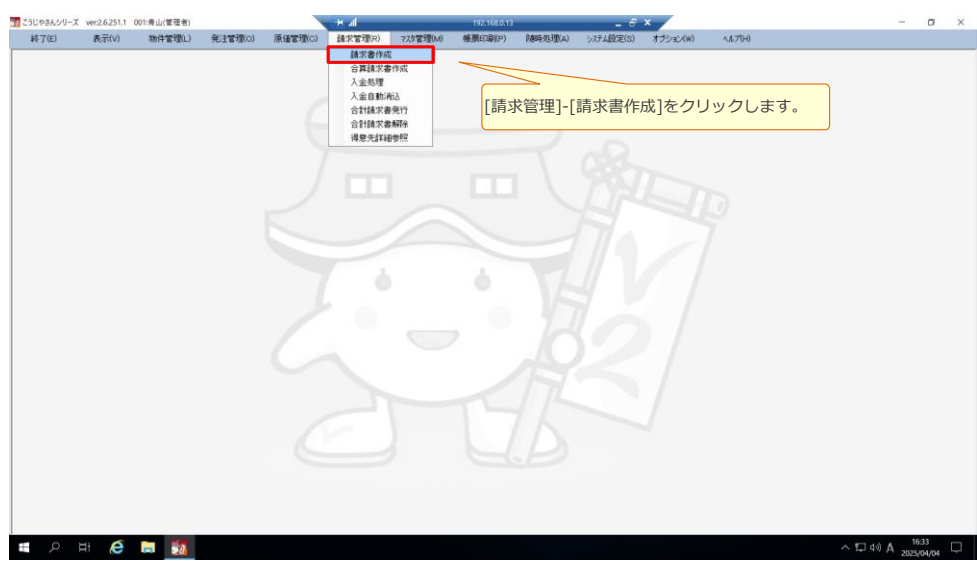 こうじやさんシリーズ ver.2.6.251.1 001:青山(管理者)
192.168.0.13
終了(E) 表示(V) 物件管理(L) 発注管理(O) 原価管理(C) 請求管理(R) マスタ管理(M) 帳票印刷(P) 随時処理(A) システム設定(S) オプション(W) ヘルプ(H)
請求書作成
合算請求書作成
入金処理
入金自動消込
合計請求書発行
合計請求書解除
得意先詳細参照
[請求管理]-[請求書作成]をクリックします。
V2
A
16:33
2025/04/04